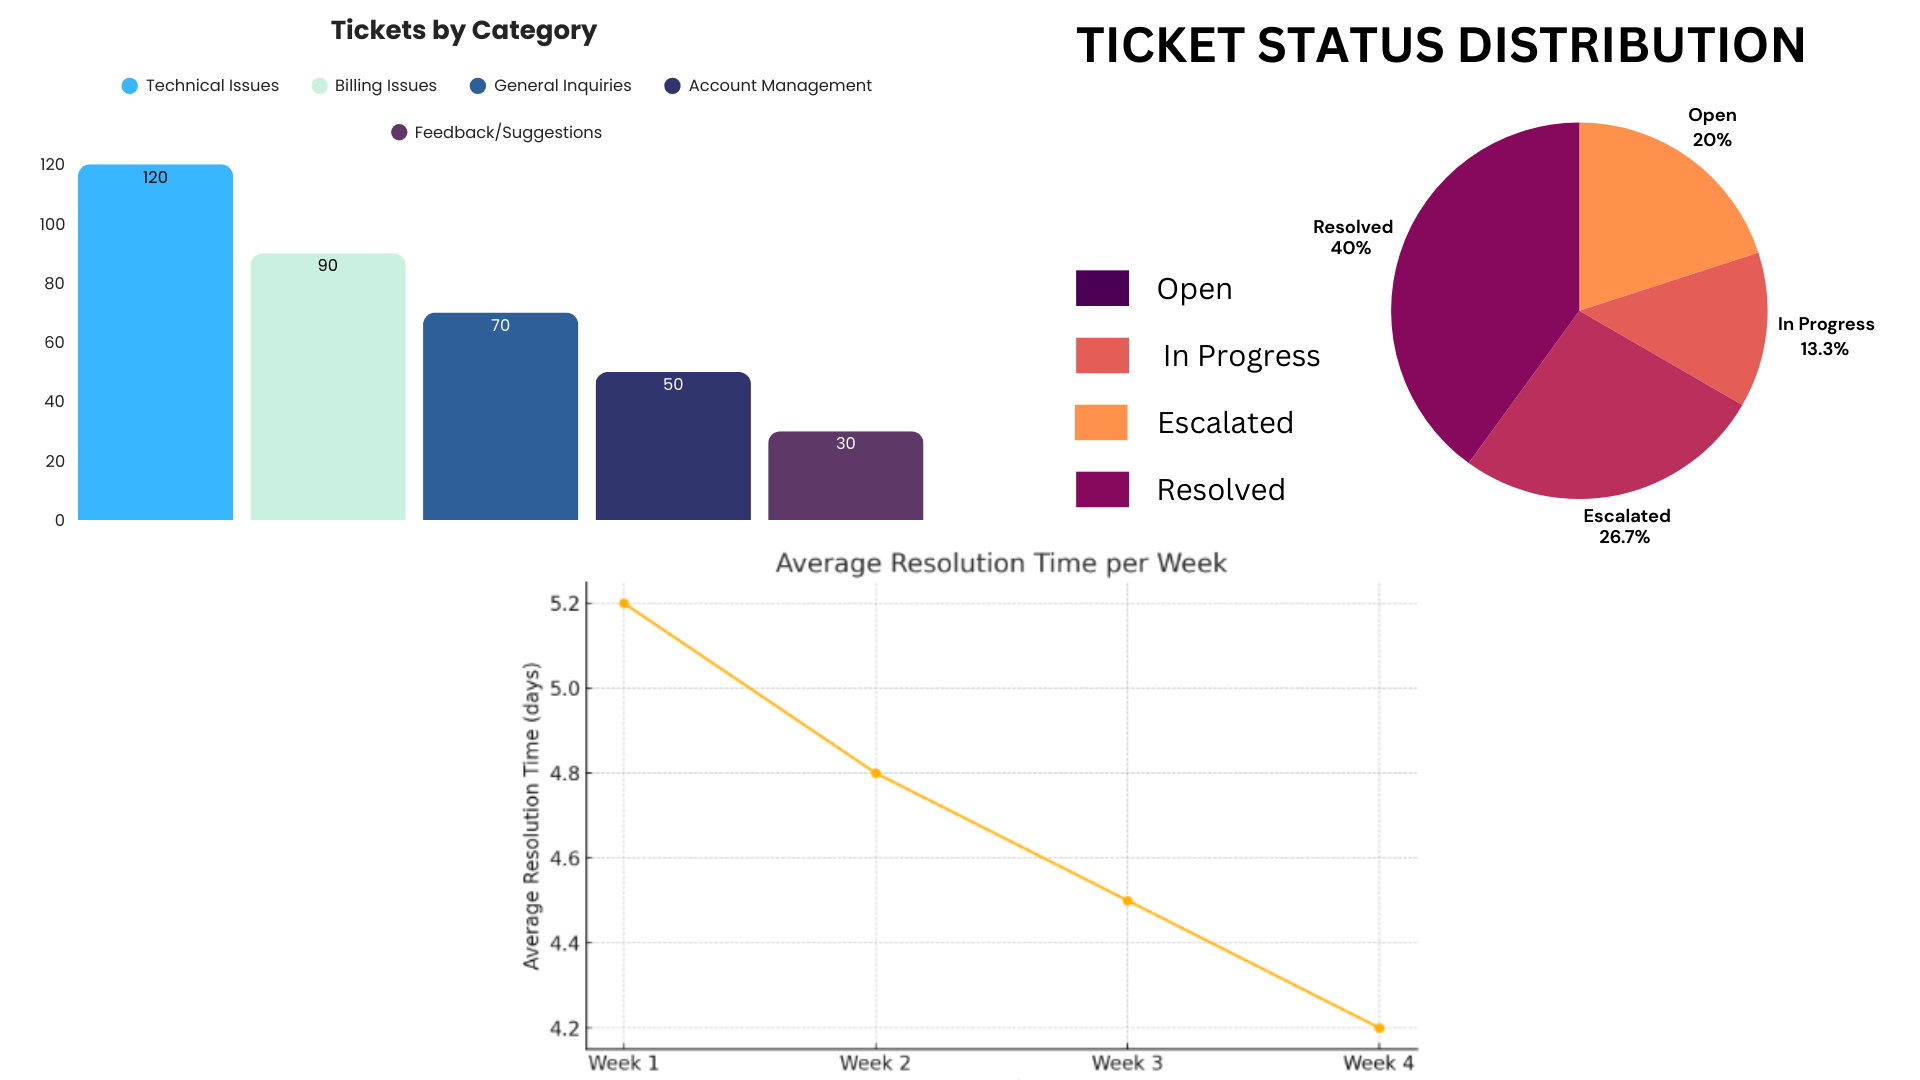 Tickets by Category
Technical Issues
Billing Issues
General Inquiries
Account Management
Feedback/Suggestions
120
100
80
60
40
20
0
120
90
70
50
30
TICKET STATUS DISTRIBUTION
Open
In Progress
Escalated
Resolved
Open
20%
In Progress
13.3%
Escalated
26.7%
Resolved
40%
Average Resolution Time per Week
Average Resolution Time (days)
5.2
5.0
4.8
4.6
4.4
4.2
Week 1
Week 2
Week 3
Week 4